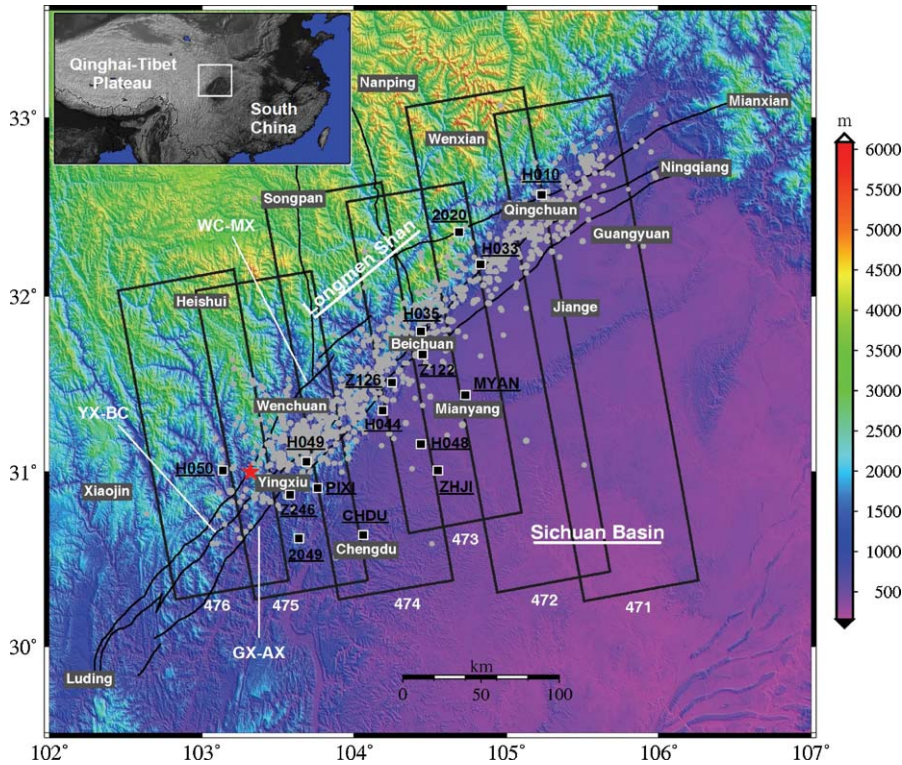 Qinghai-Tibet
Plateau
South
China
Nanping
Mianxian
m
33°
6000
Wenxian
Ningqiang
5500
H010
Songpan
2020
Qingchuan
5000
WC-MX
Guangyuan
4500
H033
Longmen Shan
4000
32°
Heishui
H035
Jiange
3500
Beichuan
Z122
3000
Z126
MYAN
YX-BC
Wenchuan
Mianyang
2500
H044
H049
H048
2000
31°
H050
ZHJI
Xiaojin
Yingxiu
PIXI
1500
Z246
CHDU
Sichuan Basin
1000
2049
Chengdu
473
500
476
475
474
472
471
30°
GX-AX
km
Luding
0
50
100
102°
103°
104°
105°
106°
107°